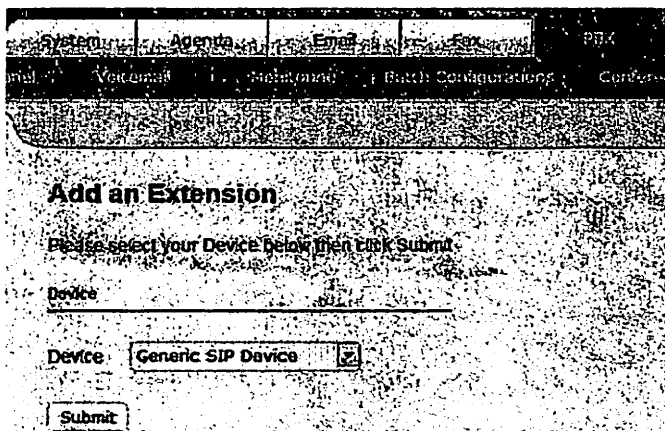 System Agenda Email Fax PBX
Voicemail Monitoring Batch Configurations
Add an Extension
Please select your Device below then click Submit
Device
Device Generic SIP Device
Submit